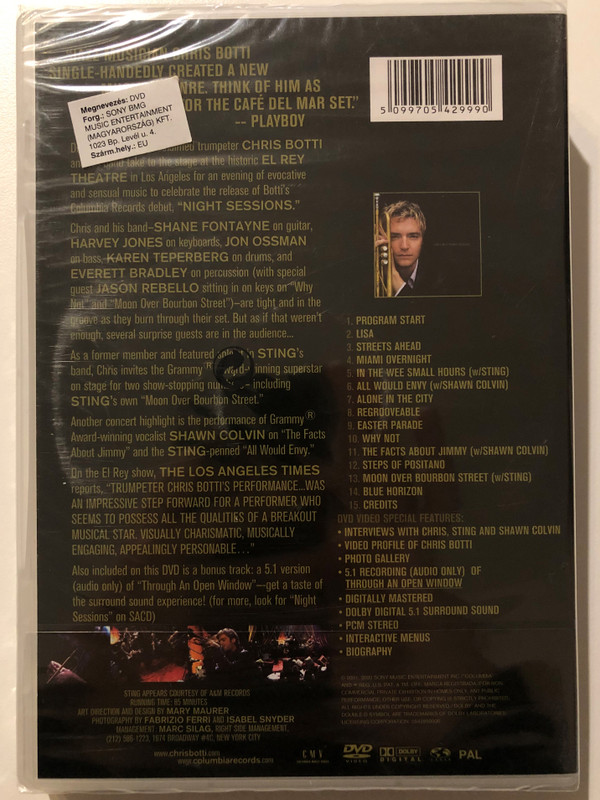 MUSICIAN CHRIS BOTTI
SINGLE-HANDEDLY CREATED A NEW
THINK OF HIM AS
OR THE CAFÉ DEL MAR SET."
-- PLAYBOY
Megnevezés: DVD
Forg.: SONY BMG
MUSIC ENTERTAINMENT
(MAGYARORSZÁG) KFT.
1023 Bp. Levél u. 4.
Szárm.hely.: EU
5 099705 429990
trumpeter CHRIS BOTTI
take to the stage at the historic EL REY
THEATRE in Los Angeles for an evening of evocative
and sensual music to celebrate the release of Botti's
Columbia Records debut, "NIGHT SESSIONS."
Chris and his band–SHANE FONTAYNE on guitar,
HARVEY JONES on keyboards, JON OSSMAN
on bass, KAREN TEPERBERG on drums, and
EVERETT BRADLEY on percussion (with special
guest JASON REBELLO sitting in on keys on "Why
Not" and "Moon Over Bourbon Street")–are tight and in the
groove as they burn through their set. But as if that weren't
enough, several surprise guests are in the audience...
As a former member and featured in STING's
band, Chris invites the Grammy® Award-winning superstar
on stage for two show-stopping including
STING's own "Moon Over Bourbon Street."
Another concert highlight is the performance of Grammy®
Award-winning vocalist SHAWN COLVIN on "The Facts
About Jimmy" and the STING-penned "All Would Envy."
On the El Rey show, THE LOS ANGELES TIMES
reports, "TRUMPETER CHRIS BOTTI'S PERFORMANCE...WAS
AN IMPRESSIVE STEP FORWARD FOR A PERFORMER WHO
SEEMS TO POSSESS ALL THE QUALITIES OF A BREAKOUT
MUSICAL STAR. VISUALLY CHARISMATIC, MUSICALLY
ENGAGING, APPEALINGLY PERSONABLE..."
Also included on this DVD is a bonus track: a 5.1 version
(audio only) of "Through An Open Window"–get a taste of
the surround sound experience! (for more, look for "Night
Sessions" on SACD)
1. PROGRAM START
2. LISA
3. STREETS AHEAD
4. MIAMI OVERNIGHT
5. IN THE WEE SMALL HOURS (w/STING)
6. ALL WOULD ENVY (w/SHAWN COLVIN)
7. ALONE IN THE CITY
8. REGROOVEABLE
9. EASTER PARADE
10. WHY NOT
11. THE FACTS ABOUT JIMMY (w/SHAWN COLVIN)
12. STEPS OF POSITANO
13. MOON OVER BOURBON STREET (w/STING)
14. BLUE HORIZON
15. CREDITS
DVD VIDEO SPECIAL FEATURES:
• INTERVIEWS WITH CHRIS, STING AND SHAWN COLVIN
• VIDEO PROFILE OF CHRIS BOTTI
• PHOTO GALLERY
• 5.1 RECORDING (AUDIO ONLY) OF
THROUGH AN OPEN WINDOW
• DIGITALLY MASTERED
• DOLBY DIGITAL 5.1 SURROUND SOUND
• PCM STEREO
• INTERACTIVE MENUS
• BIOGRAPHY
STING APPEARS COURTESY OF A&M RECORDS
RUNNING TIME: 85 MINUTES
ART DIRECTION AND DESIGN BY MARY MAURER
PHOTOGRAPHY BY FABRIZIO FERRI AND ISABEL SNYDER
MANAGEMENT: MARC SILAG, RIGHT SIDE MANAGEMENT,
NEW YORK CITY
www.chrisbotti.com
www.columbiarecords.com
CMV
DVD VIDEO
DOLBY DIGITAL
PAL